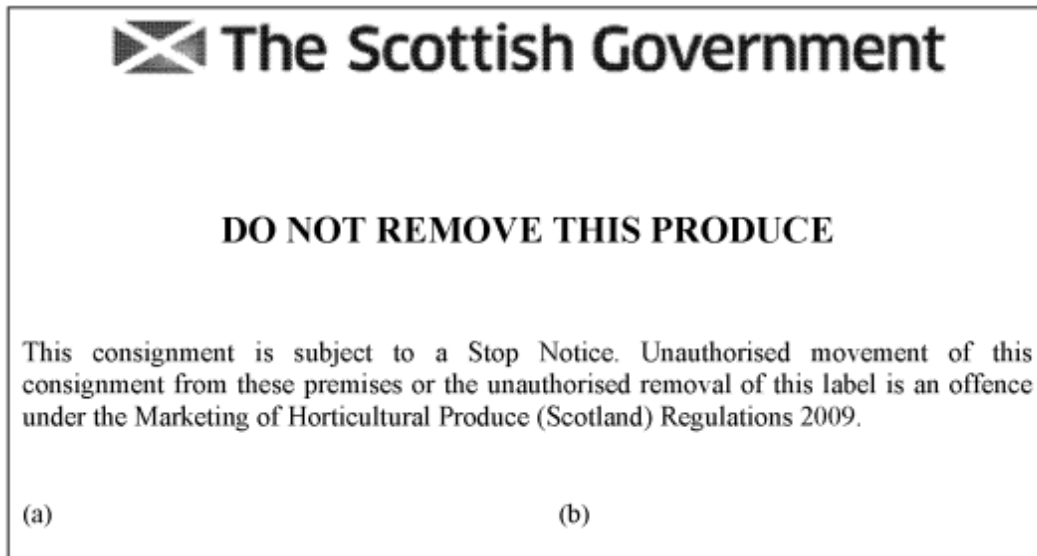 The Scottish Government
DO NOT REMOVE THIS PRODUCE
This consignment is subject to a Stop Notice. Unauthorised movement of this
consignment from these premises or the unauthorised removal of this label is an offence
under the Marketing of Horticultural Produce (Scotland) Regulations 2009.
(a) (b)